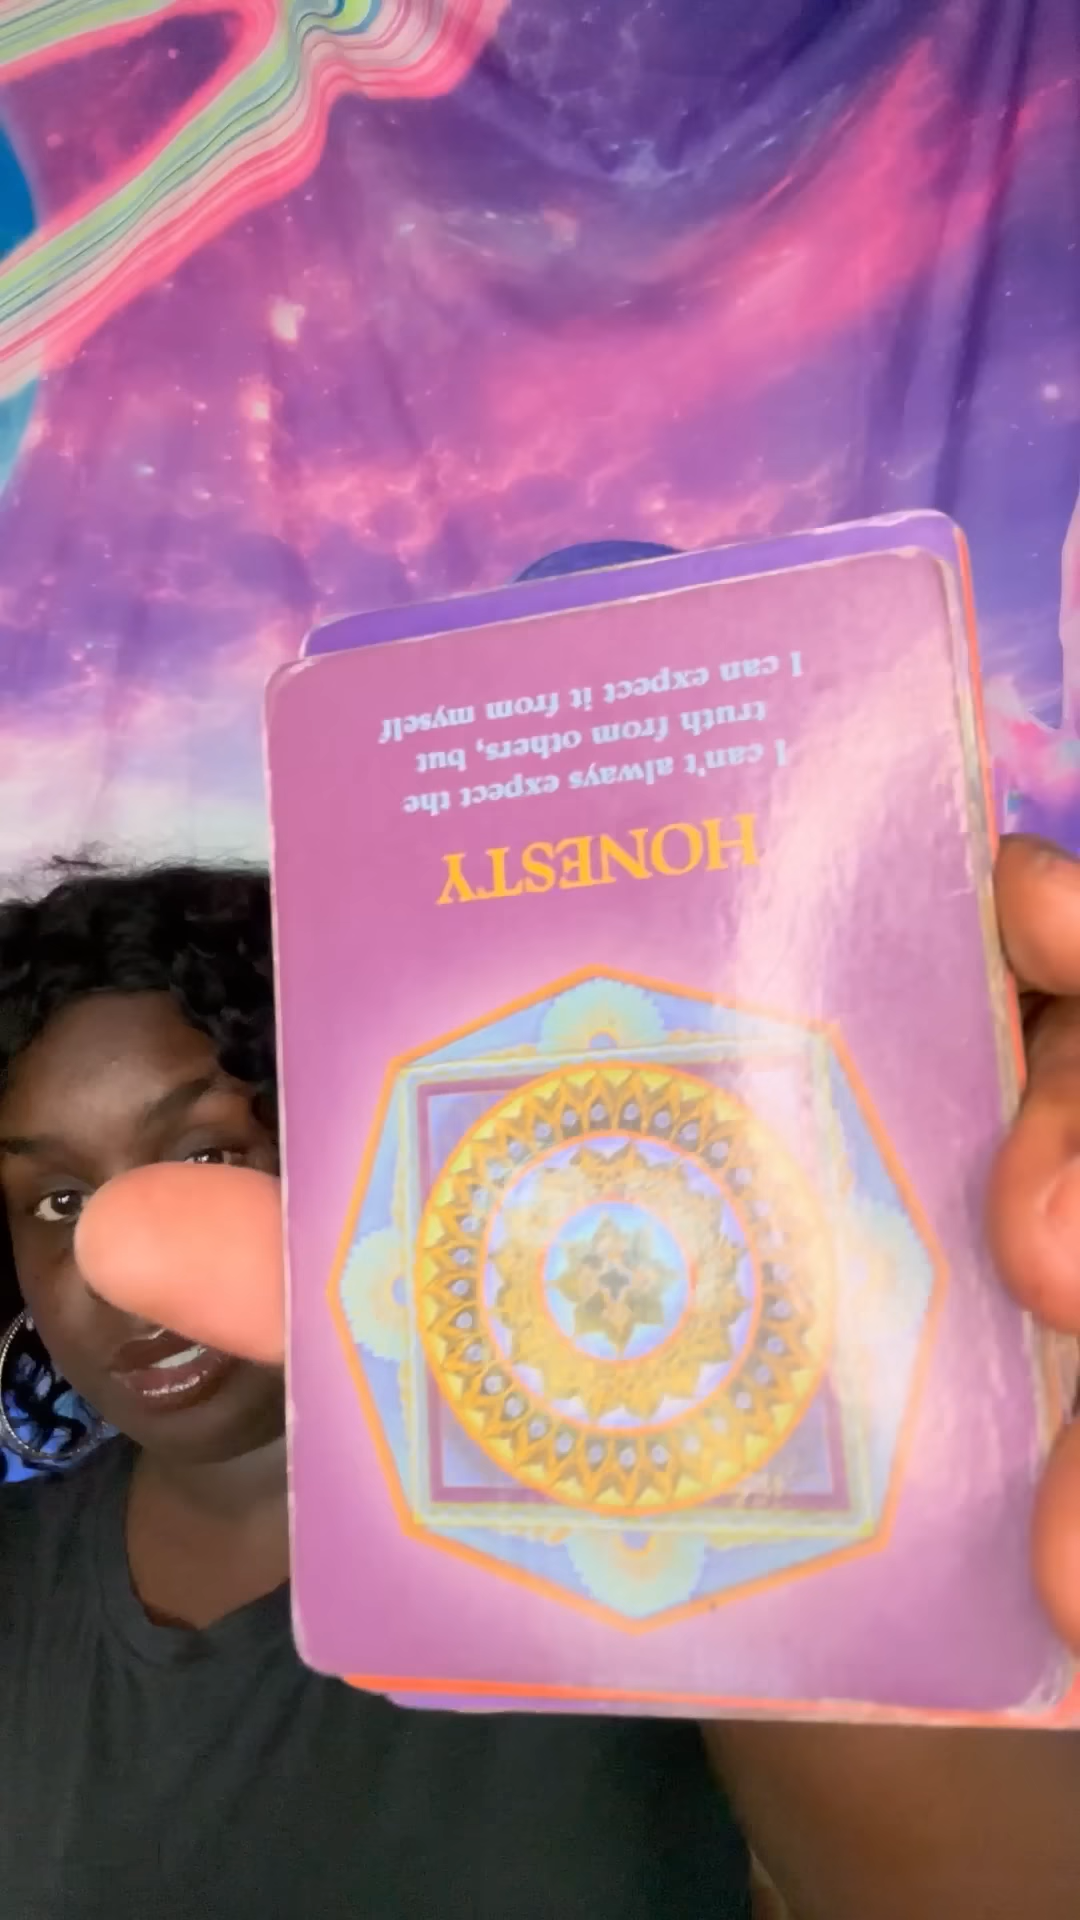 HONESTY
I can't always expect the
truth from others, but
I can expect it from myself